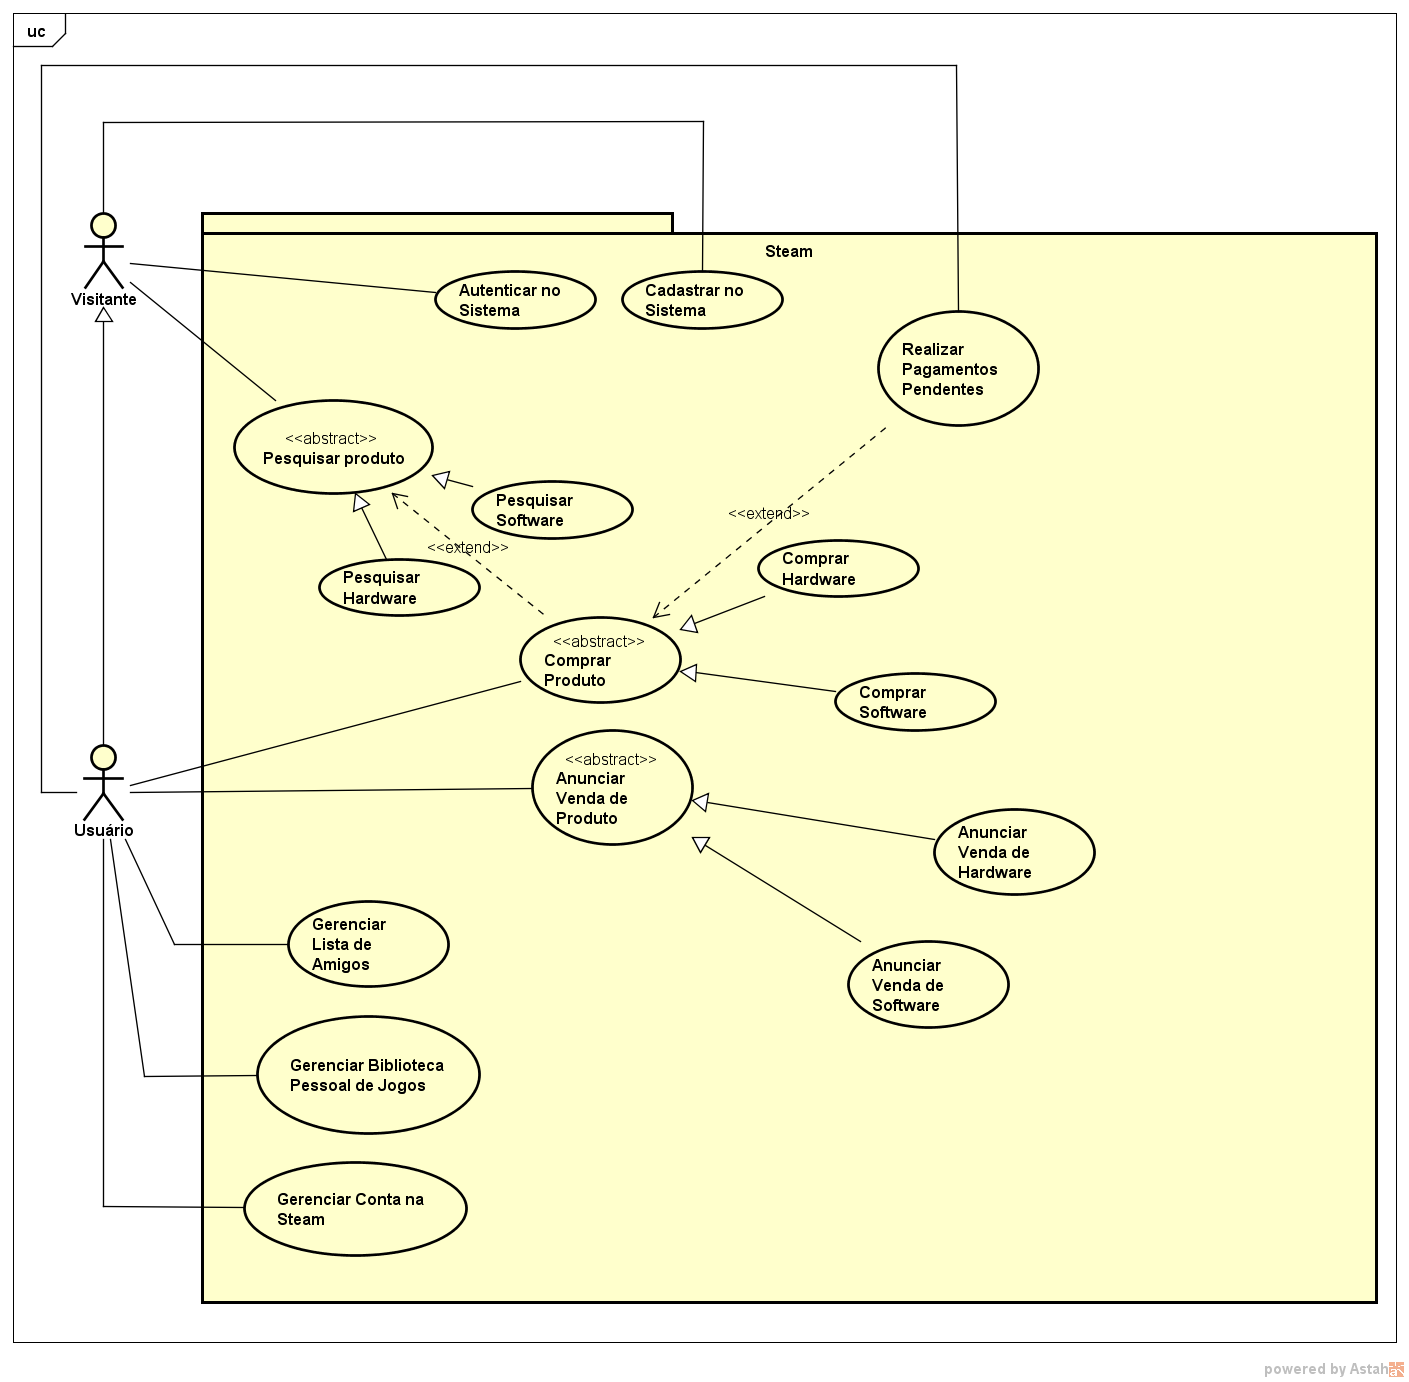 uc
Steam
Visitante
Autenticar no
Sistema
Cadastrar no
Sistema
Realizar
Pagamentos
Pendentes
<<abstract>>
Pesquisar produto
Pesquisar
Software
<<extend>>
<<extend>>
Pesquisar
Hardware
Comprar
Hardware
<<abstract>>
Comprar
Produto
Comprar
Software
<<abstract>>
Anunciar
Venda de
Produto
Usuário
Anunciar
Venda de
Hardware
Gerenciar
Lista de
Amigos
Anunciar
Venda de
Software
Gerenciar Biblioteca
Pessoal de Jogos
Gerenciar Conta na
Steam
powered by Astah